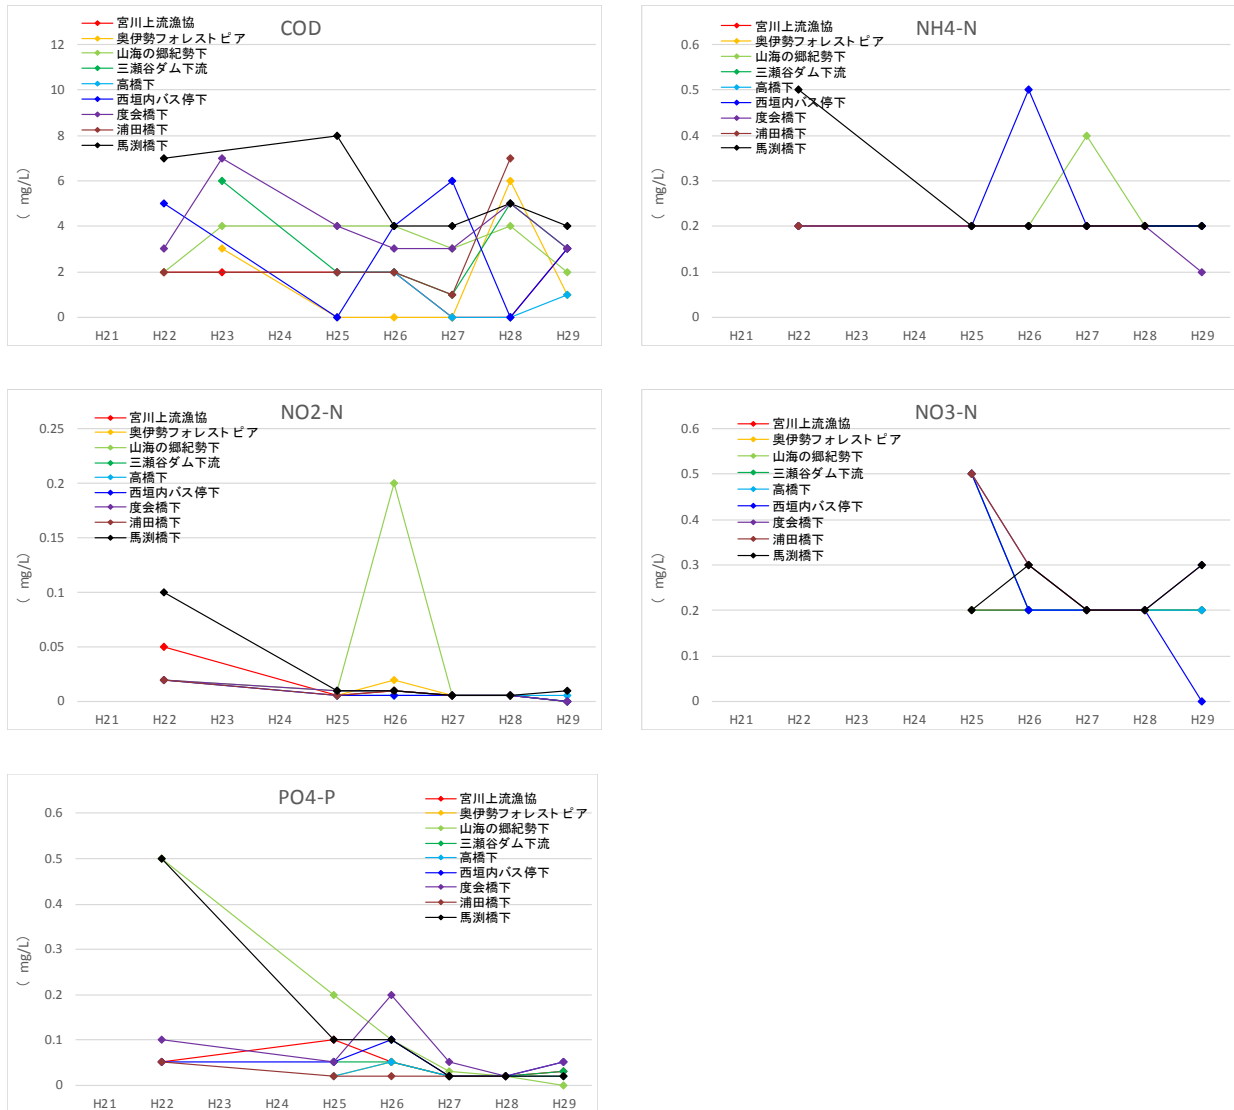 COD
宮川上流漁協
奥伊勢フォレストピア
山海の郷紀勢下
三瀬谷ダム下流
高橋下
西垣内バス停下
度会橋下
浦田橋下
馬渕橋下
12
10
8
6
4
2
0
( mg/L)
H21 H22 H23 H24 H25 H26 H27 H28 H29
NH4-N
宮川上流漁協
奥伊勢フォレストピア
山海の郷紀勢下
三瀬谷ダム下流
高橋下
西垣内バス停下
度会橋下
浦田橋下
馬渕橋下
0.6
0.5
0.4
0.3
0.2
0.1
0
( mg/L)
H21 H22 H23 H24 H25 H26 H27 H28 H29
NO2-N
宮川上流漁協
奥伊勢フォレストピア
山海の郷紀勢下
三瀬谷ダム下流
高橋下
西垣内バス停下
度会橋下
浦田橋下
馬渕橋下
0.25
0.2
0.15
0.1
0.05
0
( mg/L)
H21 H22 H23 H24 H25 H26 H27 H28 H29
NO3-N
宮川上流漁協
奥伊勢フォレストピア
山海の郷紀勢下
三瀬谷ダム下流
高橋下
西垣内バス停下
度会橋下
浦田橋下
馬渕橋下
0.6
0.5
0.4
0.3
0.2
0.1
0
( mg/L)
H21 H22 H23 H24 H25 H26 H27 H28 H29
PO4-P
宮川上流漁協
奥伊勢フォレストピア
山海の郷紀勢下
三瀬谷ダム下流
高橋下
西垣内バス停下
度会橋下
浦田橋下
馬渕橋下
0.6
0.5
0.4
0.3
0.2
0.1
0
( mg/L)
H21 H22 H23 H24 H25 H26 H27 H28 H29